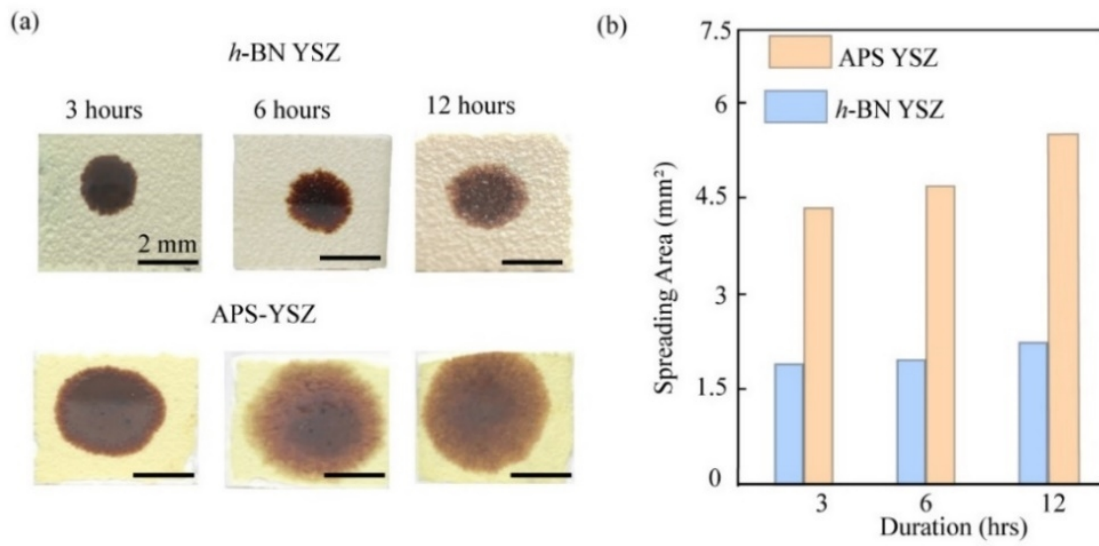 (a)
h-BN YSZ
3 hours 6 hours 12 hours
2 mm
APS-YSZ
(b)
7.5
6
4.5
3
1.5
0
Spreading Area (mm²)
APS YSZ
h-BN YSZ
3 6 12
Duration (hrs)